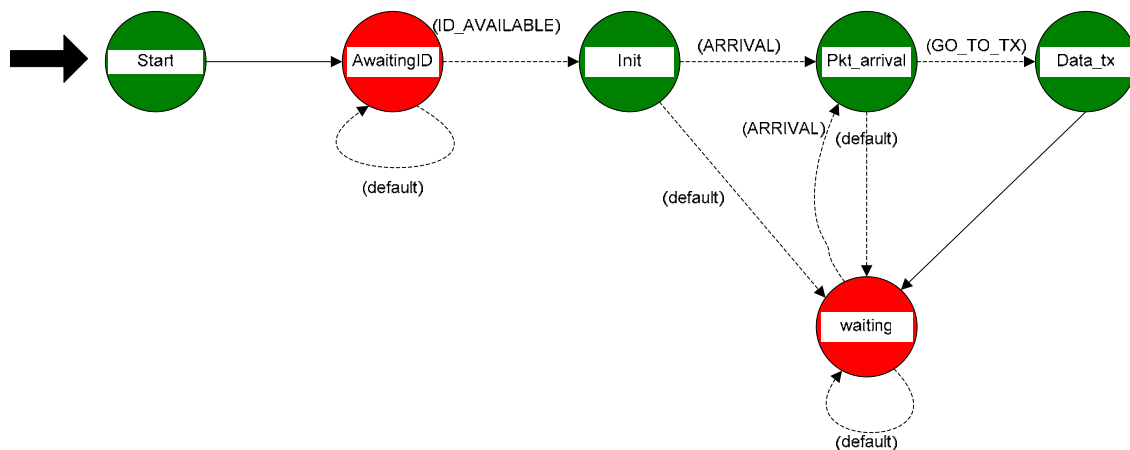 (ID_AVAILABLE)
(ARRIVAL)
(GO_TO_TX)
Start
AwaitingID
Init
Pkt_arrival
Data_tx
(ARRIVAL)
(default)
(default)
(default)
waiting
(default)